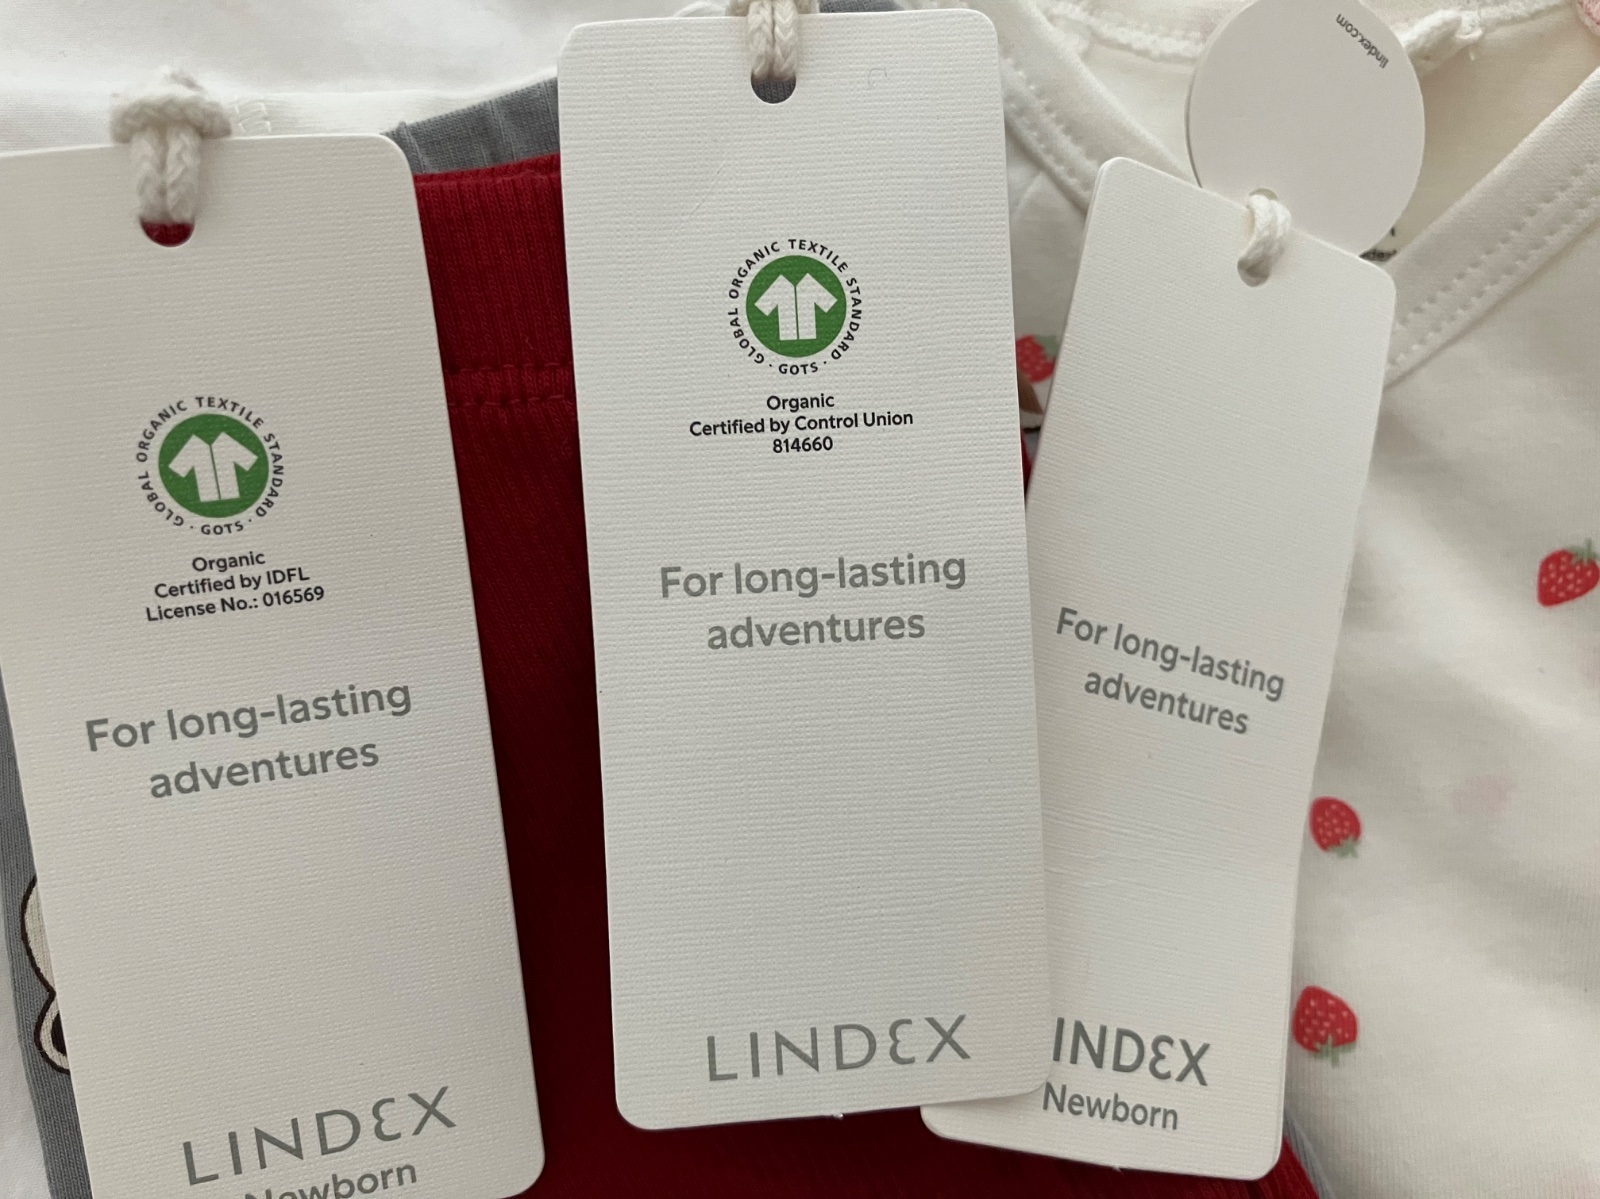 GLOBAL ORGANIC TEXTILE STANDARD · GOTS ·
Organic
Certified by IDFL
License No.: 016569
For long-lasting
adventures
LINDEX
Newborn
GLOBAL ORGANIC TEXTILE STANDARD · GOTS ·
Organic
Certified by Control Union
814660
For long-lasting
adventures
LINDEX
lindex.com
For long-lasting
adventures
INDEX
Newborn